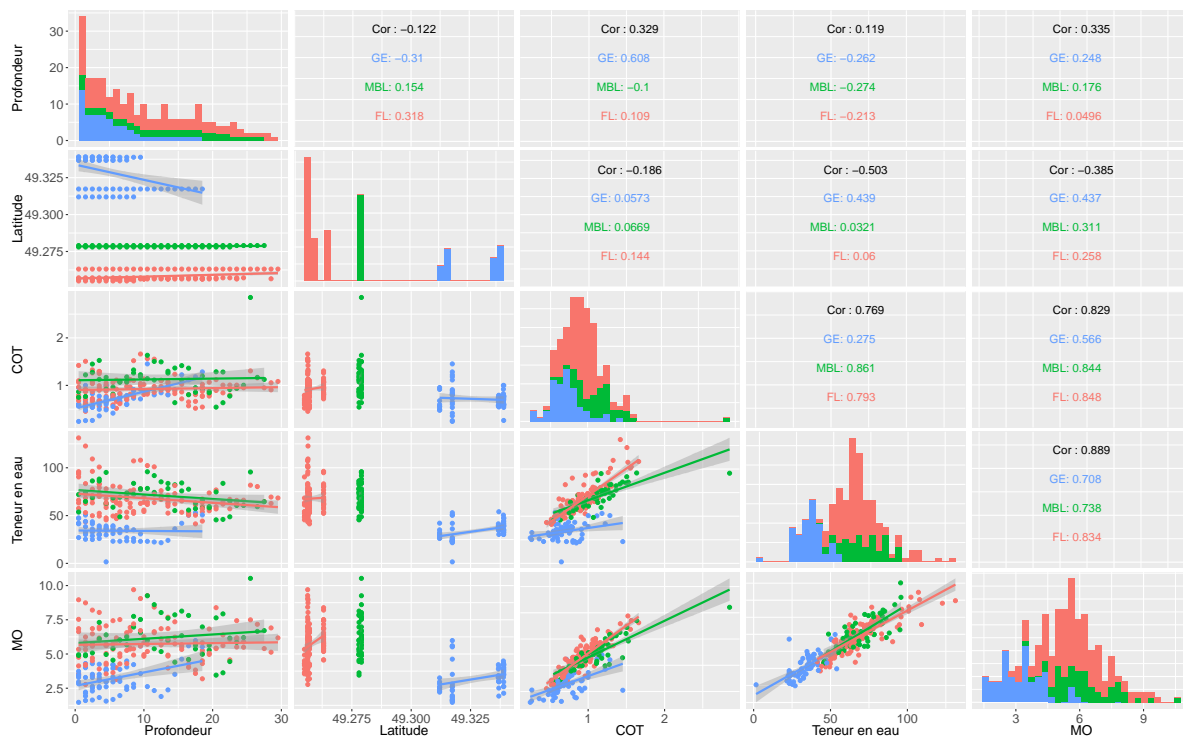 Profondeur
30
20
10
0
Cor : −0.122
GE: −0.31
MBL: 0.154
FL: 0.318
Cor : 0.329
GE: 0.608
MBL: −0.1
FL: 0.109
Cor : 0.119
GE: −0.262
MBL: −0.274
FL: −0.213
Cor : 0.335
GE: 0.248
MBL: 0.176
FL: 0.0496
Latitude
49.325
49.300
49.275
Cor : −0.186
GE: 0.0573
MBL: 0.0669
FL: 0.144
Cor : −0.503
GE: 0.439
MBL: 0.0321
FL: 0.06
Cor : −0.385
GE: 0.437
MBL: 0.311
FL: 0.258
COT
2
1
Cor : 0.769
GE: 0.275
MBL: 0.861
FL: 0.793
Cor : 0.829
GE: 0.566
MBL: 0.844
FL: 0.848
Teneur en eau
100
50
0
Cor : 0.889
GE: 0.708
MBL: 0.738
FL: 0.834
MO
10.0
7.5
5.0
2.5
0 10 20 30
49.275 49.300 49.325
1 2
0 50 100
3 6 9
Profondeur Latitude COT Teneur en eau MO